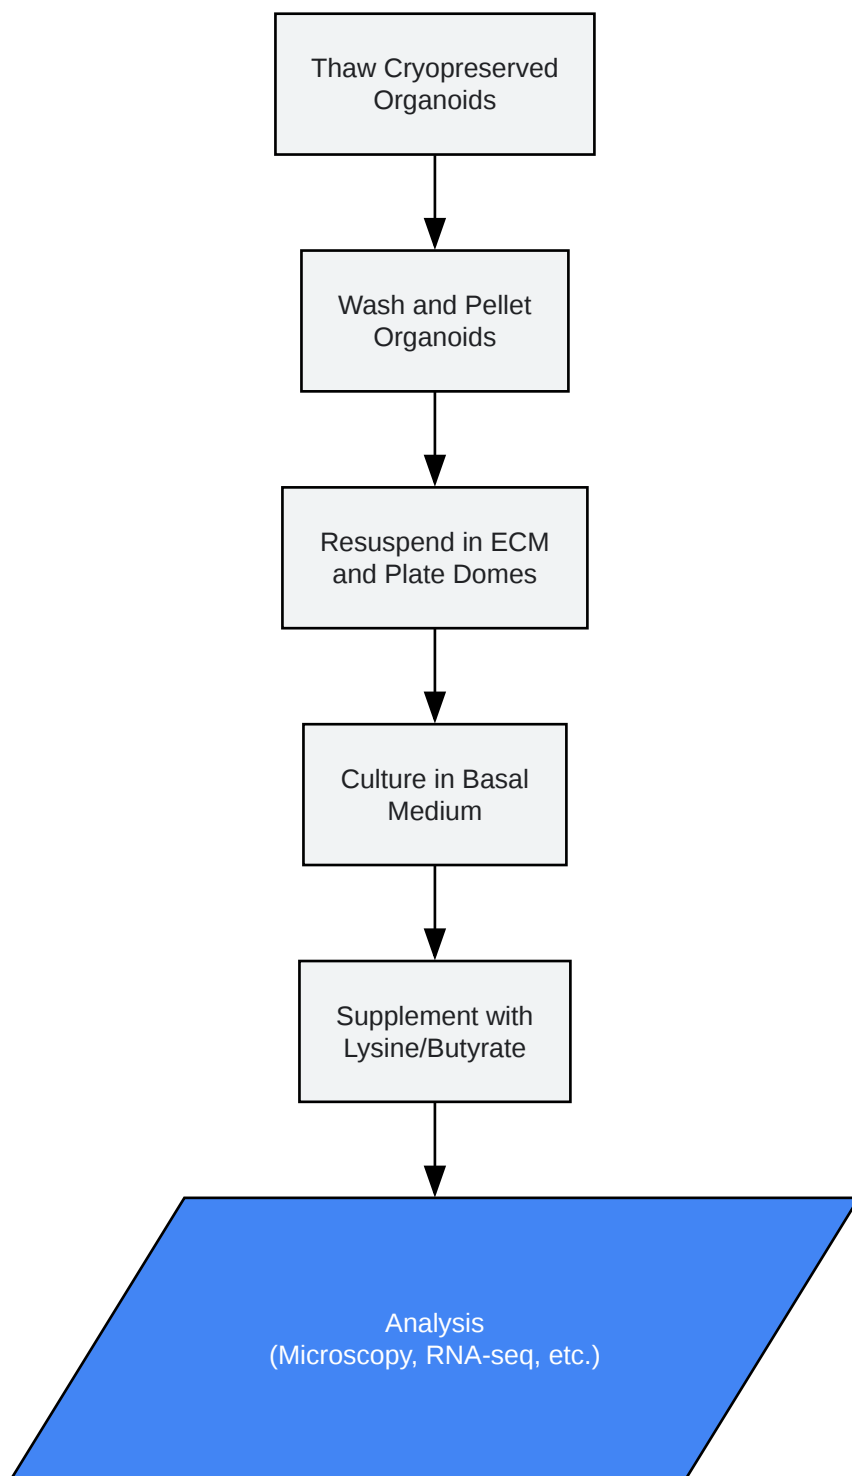 Thaw Cryopreserved
Organoids
Wash and Pellet
Organoids
Resuspend in ECM
and Plate Domes
Culture in Basal
Medium
Supplement with
Lysine/Butyrate
Analysis
(Microscopy, RNA-seq, etc.)